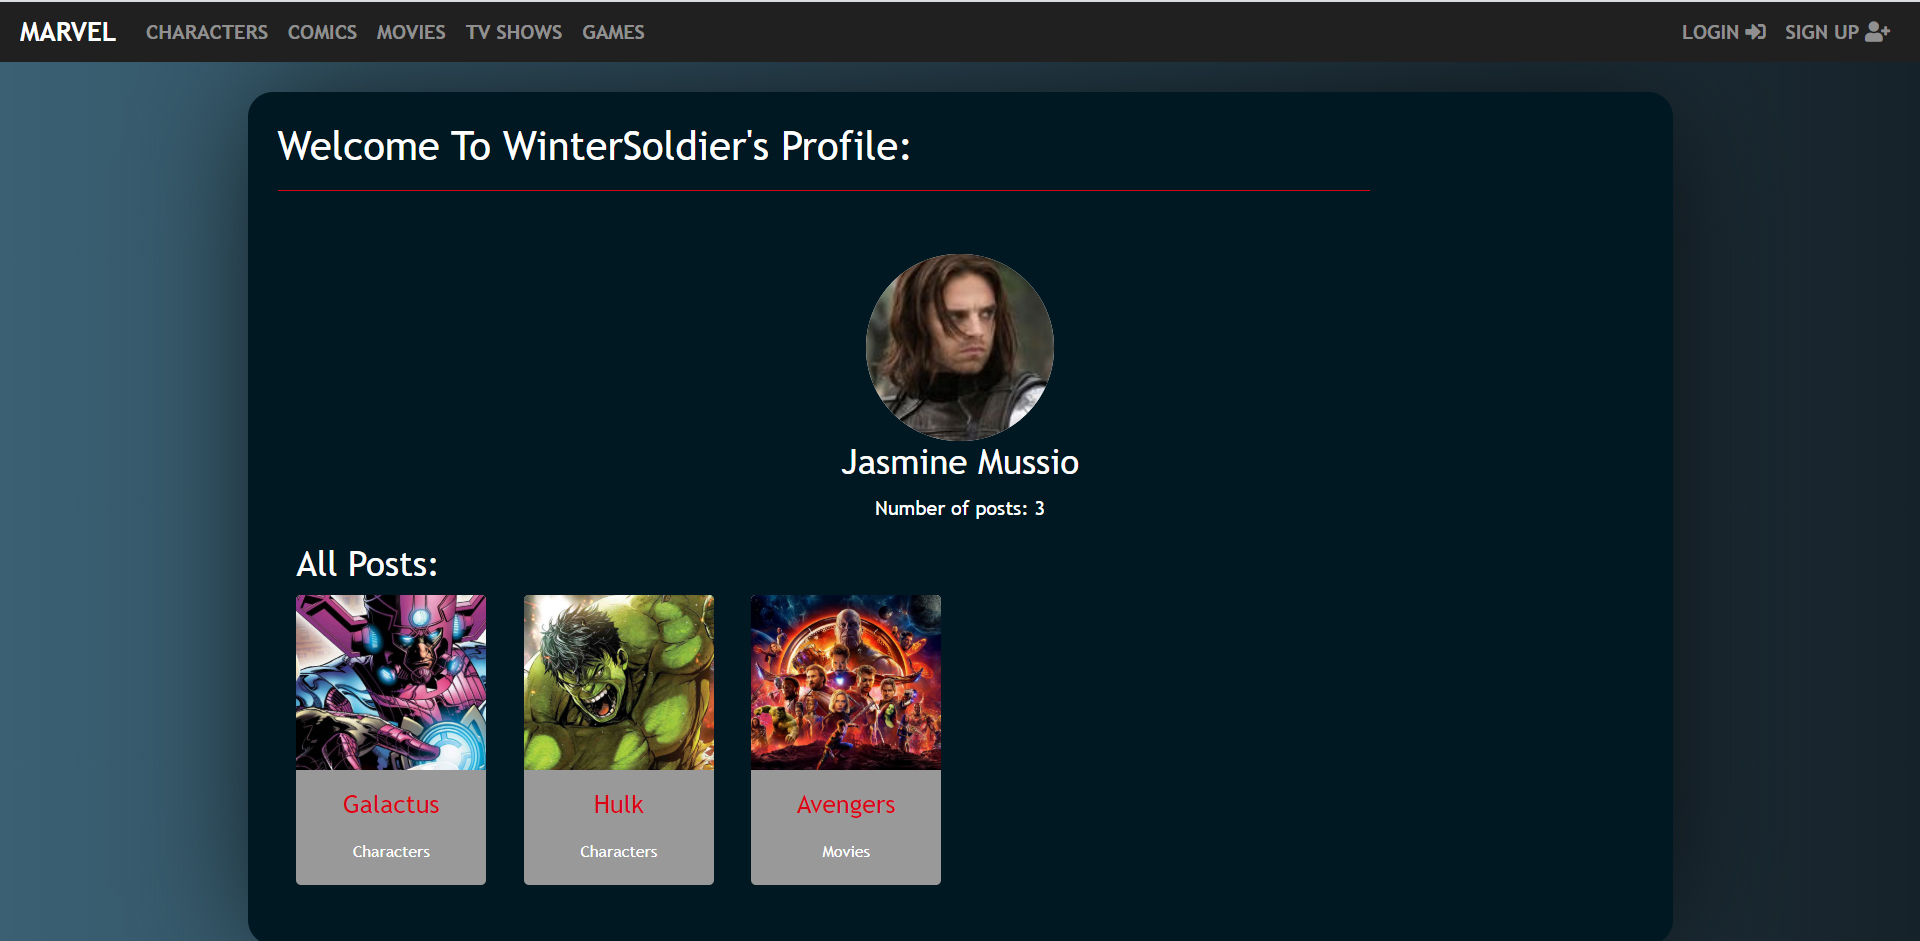 MARVEL CHARACTERS COMICS MOVIES TV SHOWS GAMES LOGIN SIGN UP
Welcome To WinterSoldier's Profile:
Jasmine Mussio
Number of posts: 3
All Posts:
Galactus Hulk Avengers
Characters Characters Movies